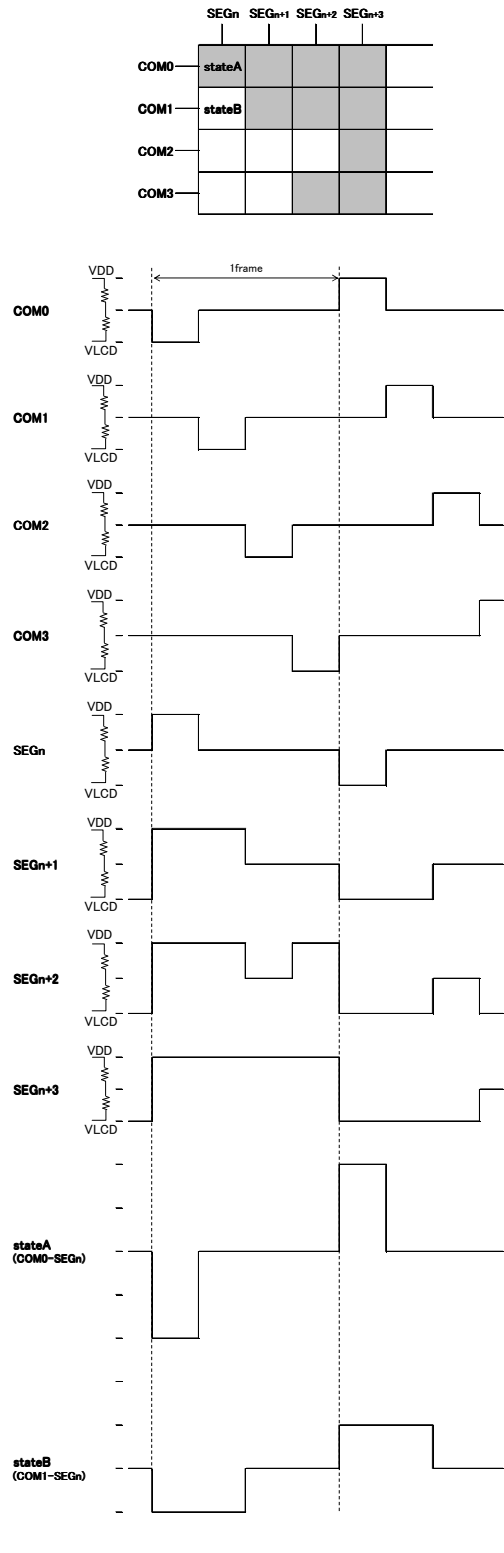 SEGn SEGn+1 SEGn+2 SEGn+3
COM0 stateA
COM1 stateB
COM2
COM3
VDD 1frame
COM0
VLCD
VDD
COM1
VLCD
VDD
COM2
VLCD
VDD
COM3
VLCD
VDD
SEGn
VLCD
VDD
SEGn+1
VLCD
VDD
SEGn+2
VLCD
VDD
SEGn+3
VLCD
stateA
(COM0-SEGn)
stateB
(COM1-SEGn)